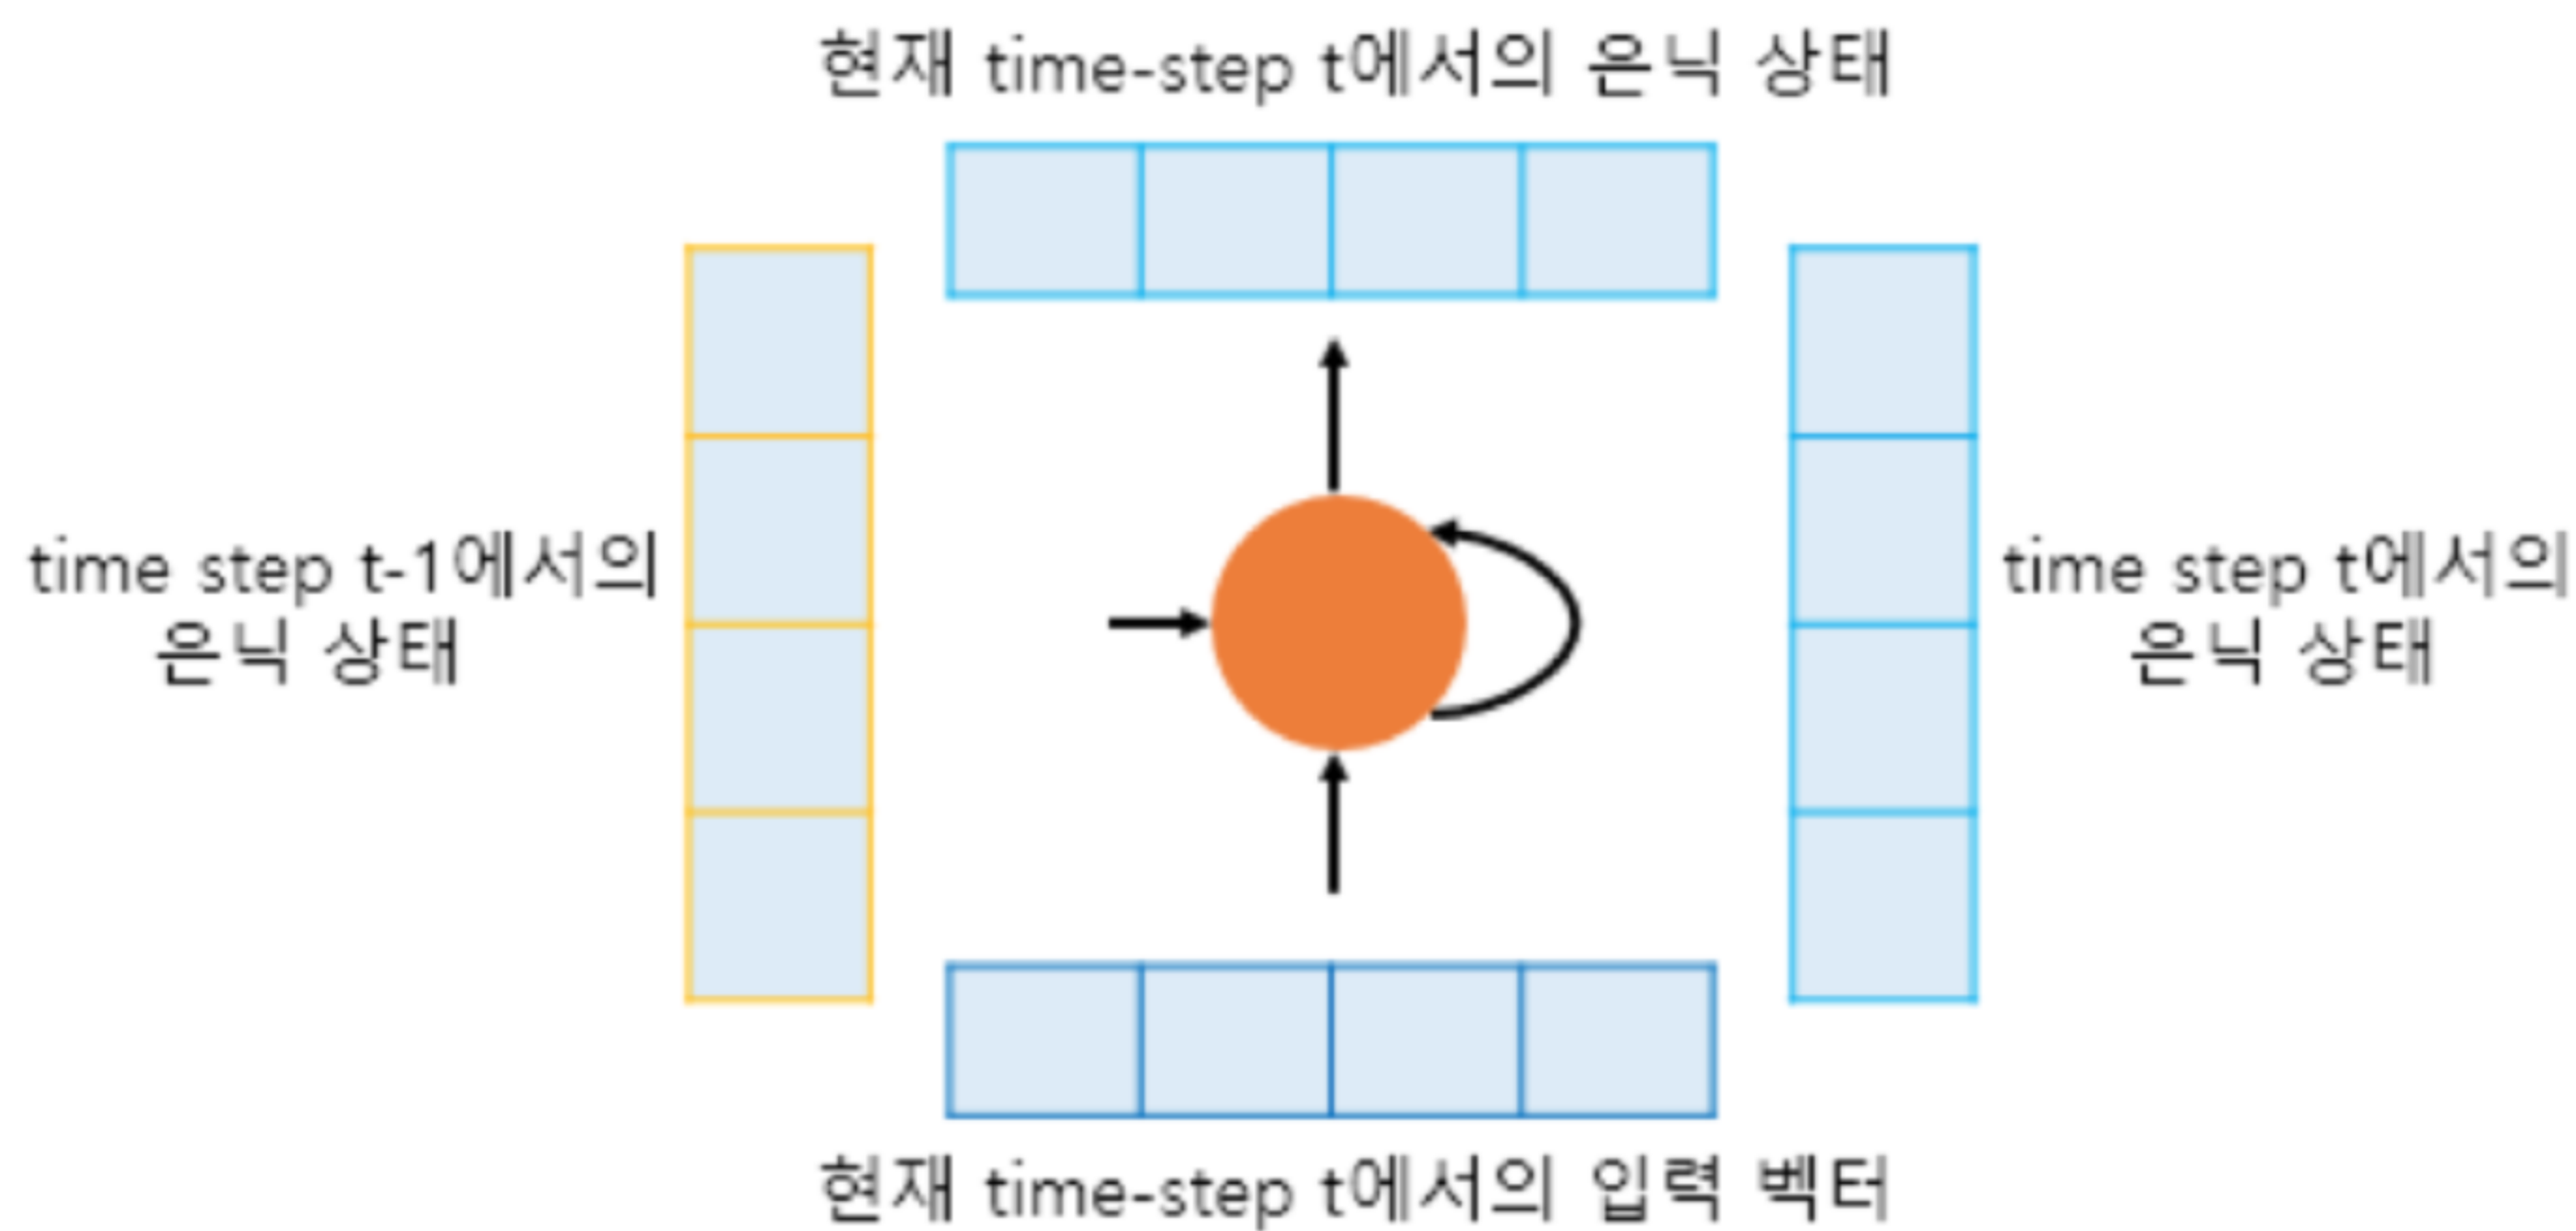 현재 time-step t에서의 은닉 상태
time step t-1에서의
은닉 상태
time step t에서의
은닉 상태
현재 time-step t에서의 입력 벡터